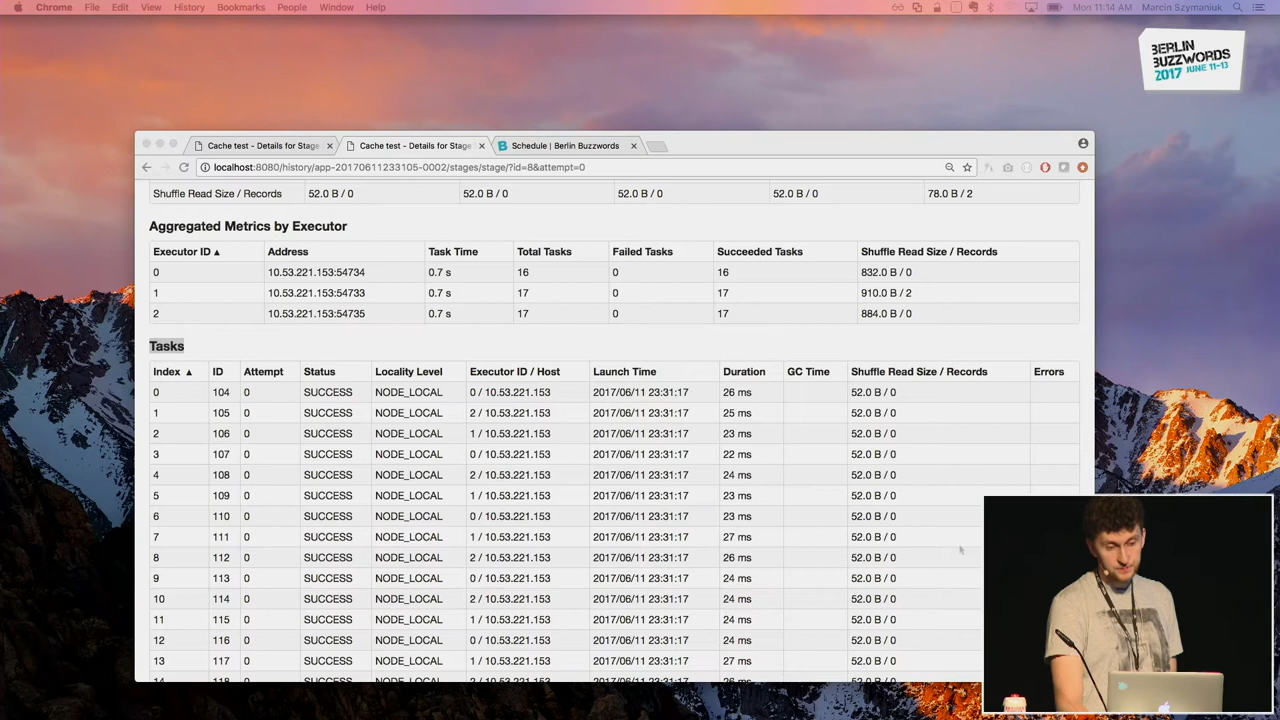 Chrome File Edit View History Bookmarks People Window Help Mon 11:14 AM Marcin Szymaniuk
BERLIN
BUZZWORDS
2017 JUNE 11-13
Cache test - Details for Stage Cache test - Details for Stage Schedule | Berlin Buzzwords
localhost:8080/history/app-20170611233105-0002/stages/stage/?id=8&attempt=0
Shuffle Read Size / Records 52.0 B / 0 52.0 B / 0 52.0 B / 0 52.0 B / 0 78.0 B / 2
Aggregated Metrics by Executor
Executor ID ▲ Address Task Time Total Tasks Failed Tasks Succeeded Tasks Shuffle Read Size / Records
0 10.53.221.153:54734 0.7 s 16 0 16 832.0 B / 0
1 10.53.221.153:54733 0.7 s 17 0 17 910.0 B / 2
2 10.53.221.153:54735 0.7 s 17 0 17 884.0 B / 0
Tasks
Index ▲ ID Attempt Status Locality Level Executor ID / Host Launch Time Duration GC Time Shuffle Read Size / Records Errors
0 104 0 SUCCESS NODE_LOCAL 0 / 10.53.221.153 2017/06/11 23:31:17 26 ms 52.0 B / 0
1 105 0 SUCCESS NODE_LOCAL 2 / 10.53.221.153 2017/06/11 23:31:17 25 ms 52.0 B / 0
2 106 0 SUCCESS NODE_LOCAL 1 / 10.53.221.153 2017/06/11 23:31:17 23 ms 52.0 B / 0
3 107 0 SUCCESS NODE_LOCAL 0 / 10.53.221.153 2017/06/11 23:31:17 22 ms 52.0 B / 0
4 108 0 SUCCESS NODE_LOCAL 2 / 10.53.221.153 2017/06/11 23:31:17 24 ms 52.0 B / 0
5 109 0 SUCCESS NODE_LOCAL 1 / 10.53.221.153 2017/06/11 23:31:17 23 ms 52.0 B / 0
6 110 0 SUCCESS NODE_LOCAL 0 / 10.53.221.153 2017/06/11 23:31:17 23 ms 52.0 B / 0
7 111 0 SUCCESS NODE_LOCAL 1 / 10.53.221.153 2017/06/11 23:31:17 27 ms 52.0 B / 0
8 112 0 SUCCESS NODE_LOCAL 2 / 10.53.221.153 2017/06/11 23:31:17 26 ms 52.0 B / 0
9 113 0 SUCCESS NODE_LOCAL 0 / 10.53.221.153 2017/06/11 23:31:17 24 ms 52.0 B / 0
10 114 0 SUCCESS NODE_LOCAL 2 / 10.53.221.153 2017/06/11 23:31:17 24 ms 52.0 B / 0
11 115 0 SUCCESS NODE_LOCAL 1 / 10.53.221.153 2017/06/11 23:31:17 24 ms 52.0 B / 0
12 116 0 SUCCESS NODE_LOCAL 0 / 10.53.221.153 2017/06/11 23:31:17 24 ms 52.0 B / 0
13 117 0 SUCCESS NODE_LOCAL 1 / 10.53.221.153 2017/06/11 23:31:17 27 ms 52.0 B / 0
14 118 0 SUCCESS NODE_LOCAL 2 / 10.53.221.153 2017/06/11 23:31:17 26 ms 52.0 B / 0